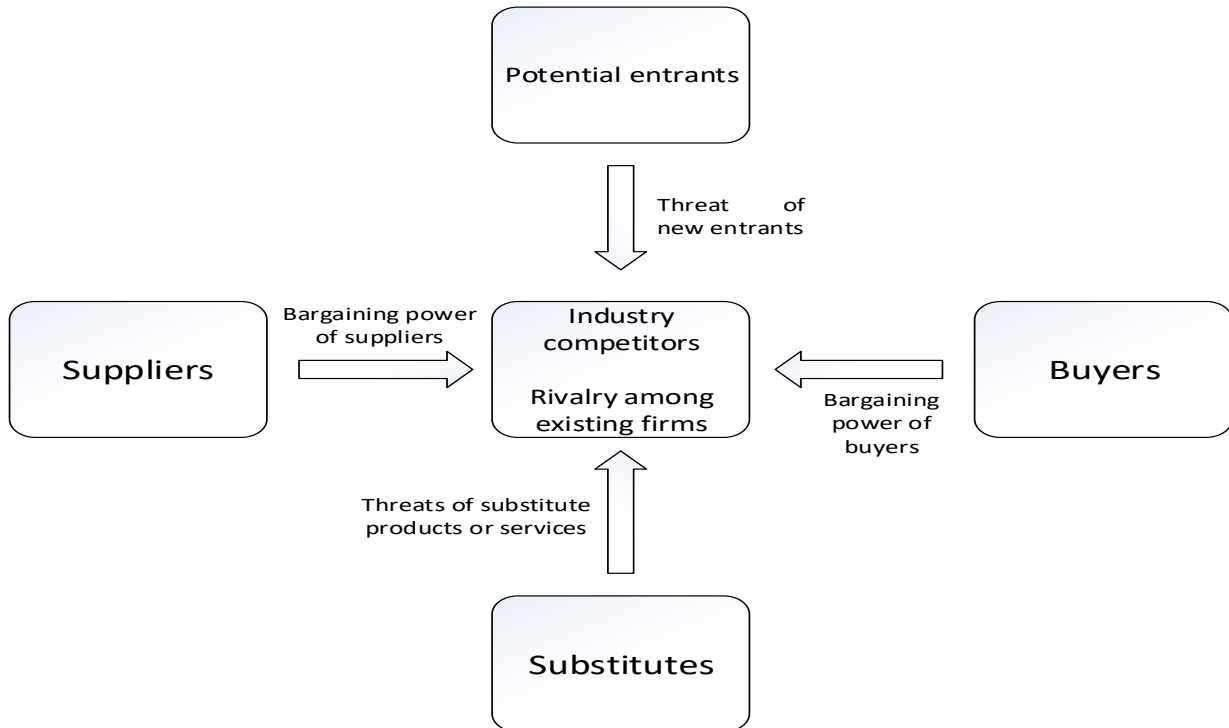 Potential entrants
Threat of
new entrants
Suppliers
Bargaining power
of suppliers
Industry
competitors
Rivalry among
existing firms
Bargaining
power of
buyers
Buyers
Threats of substitute
products or services
Substitutes